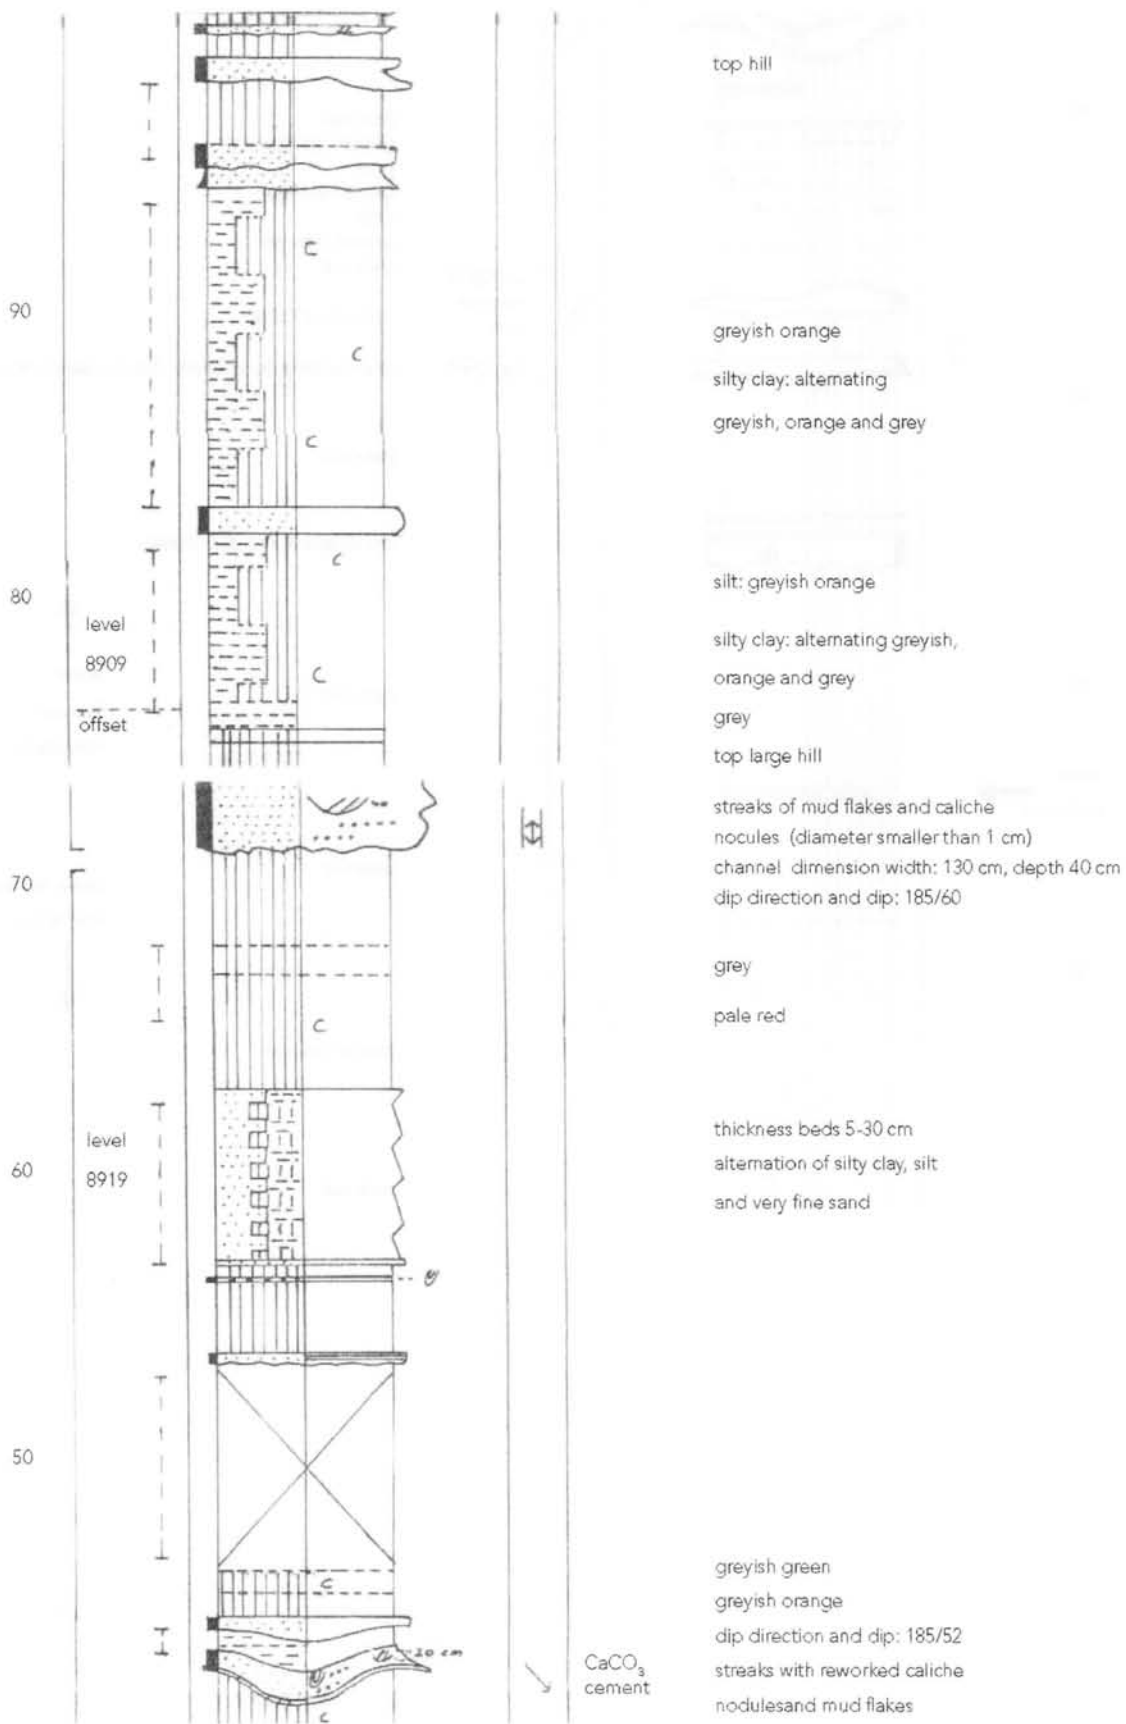 top hill
C
90
greyish orange
C
silty clay: alternating
greyish, orange and grey
C
C
80
silt: greyish orange
level
8909
silty clay: alternating greyish,
C
orange and grey
offset
grey
top large hill
streaks of mud flakes and caliche
nocules (diameter smaller than 1 cm)
channel dimension width: 130 cm, depth 40 cm
70
dip direction and dip: 185/60
grey
pale red
C
level
8919
thickness beds 5-30 cm
60
alternation of silty clay, silt
and very fine sand
50
greyish green
C
greyish orange
dip direction and dip: 185/52
20 cm
CaCO₃
cement
streaks with reworked caliche
nodulesand mud flakes
C